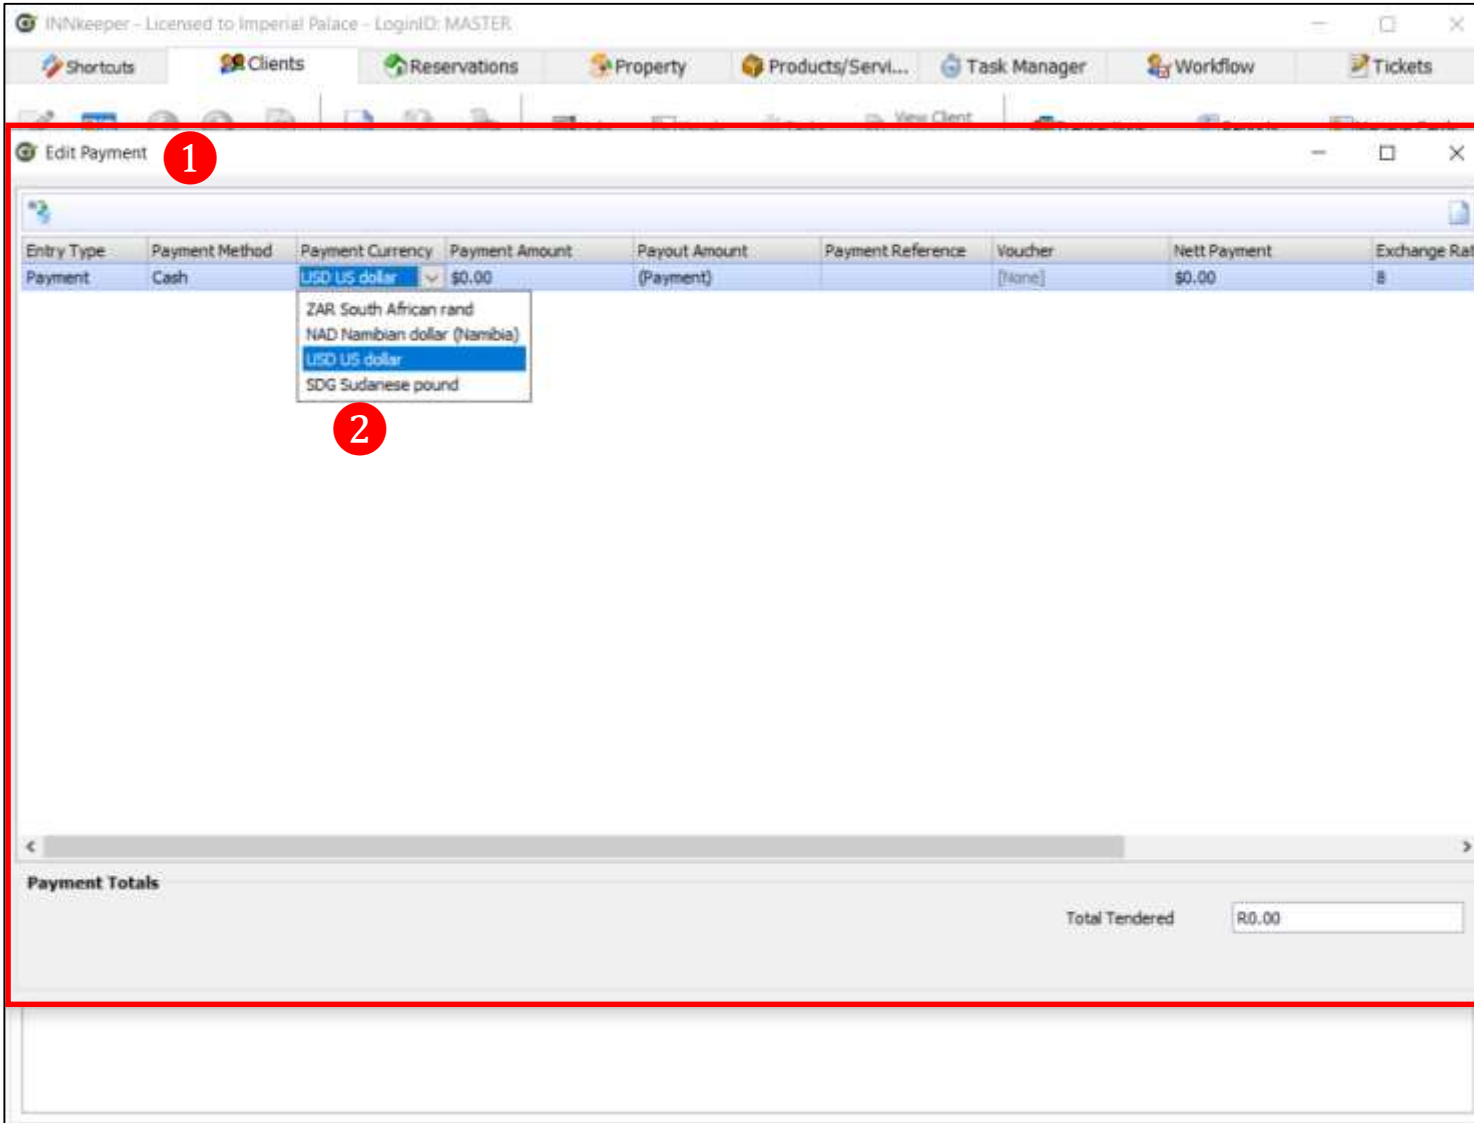 INNkeeper - Licensed to Imperial Palace - LoginID: MASTER
Shortcuts Clients Reservations Property Products/Servi... Task Manager Workflow Tickets
View Client
Edit Payment 1
Entry Type Payment Method Payment Currency Payment Amount Payout Amount Payment Reference Voucher Nett Payment Exchange Rat
Payment Cash USD US dollar $0.00 (Payment) [None] $0.00 8
ZAR South African rand
NAD Nambian dollar (Namibia)
USD US dollar
SDG Sudanese pound
2
Payment Totals
Total Tendered R0.00